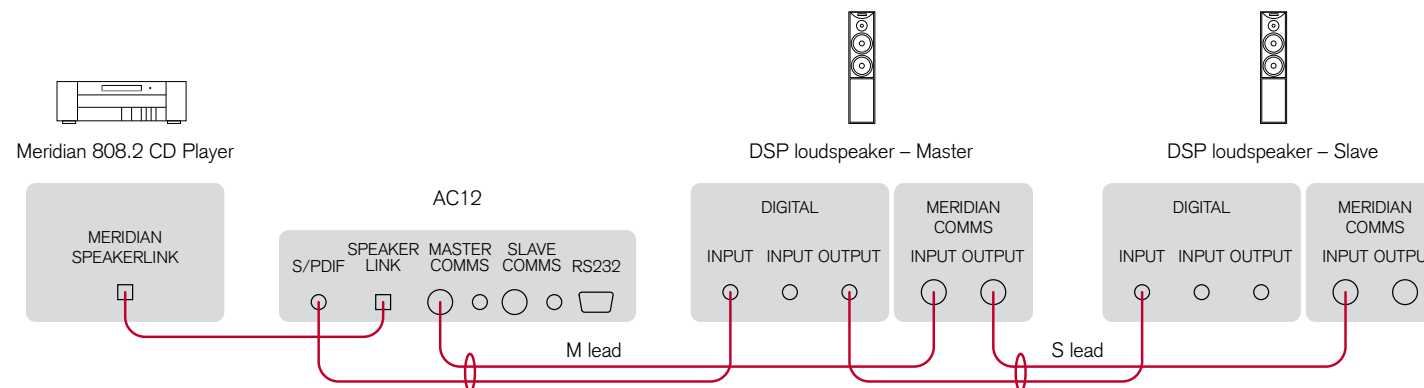 Meridian 808.2 CD Player
DSP loudspeaker – Master
DSP loudspeaker – Slave
MERIDIAN
SPEAKERLINK
AC12
S/PDIF
SPEAKER
LINK
MASTER
COMMS
SLAVE
COMMS
RS232
DIGITAL
INPUT
INPUT
OUTPUT
MERIDIAN
COMMS
INPUT
OUTPUT
DIGITAL
INPUT
INPUT
OUTPUT
MERIDIAN
COMMS
INPUT
OUTPU
M lead
S lead